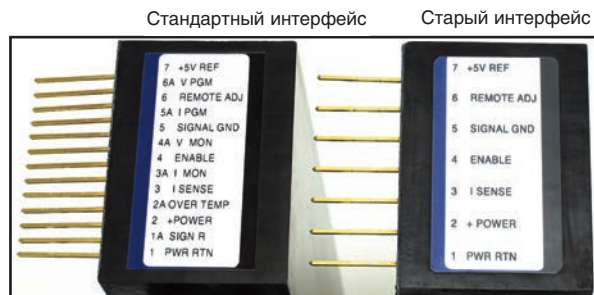 Стандартный интерфейс
Старый интерфейс
7 +5V REF
6A V PGM
6 REMOTE ADJ
5A I PGM
5 SIGNAL GND
4A V MON
4 ENABLE
3A I MON
3 I SENSE
2A OVER TEMP
2 +POWER
1A SIGN R
1 PWR RTN
7 +5V REF
6 REMOTE ADJ
5 SIGNAL GND
4 ENABLE
3 I SENSE
2 + POWER
1 PWR RTN